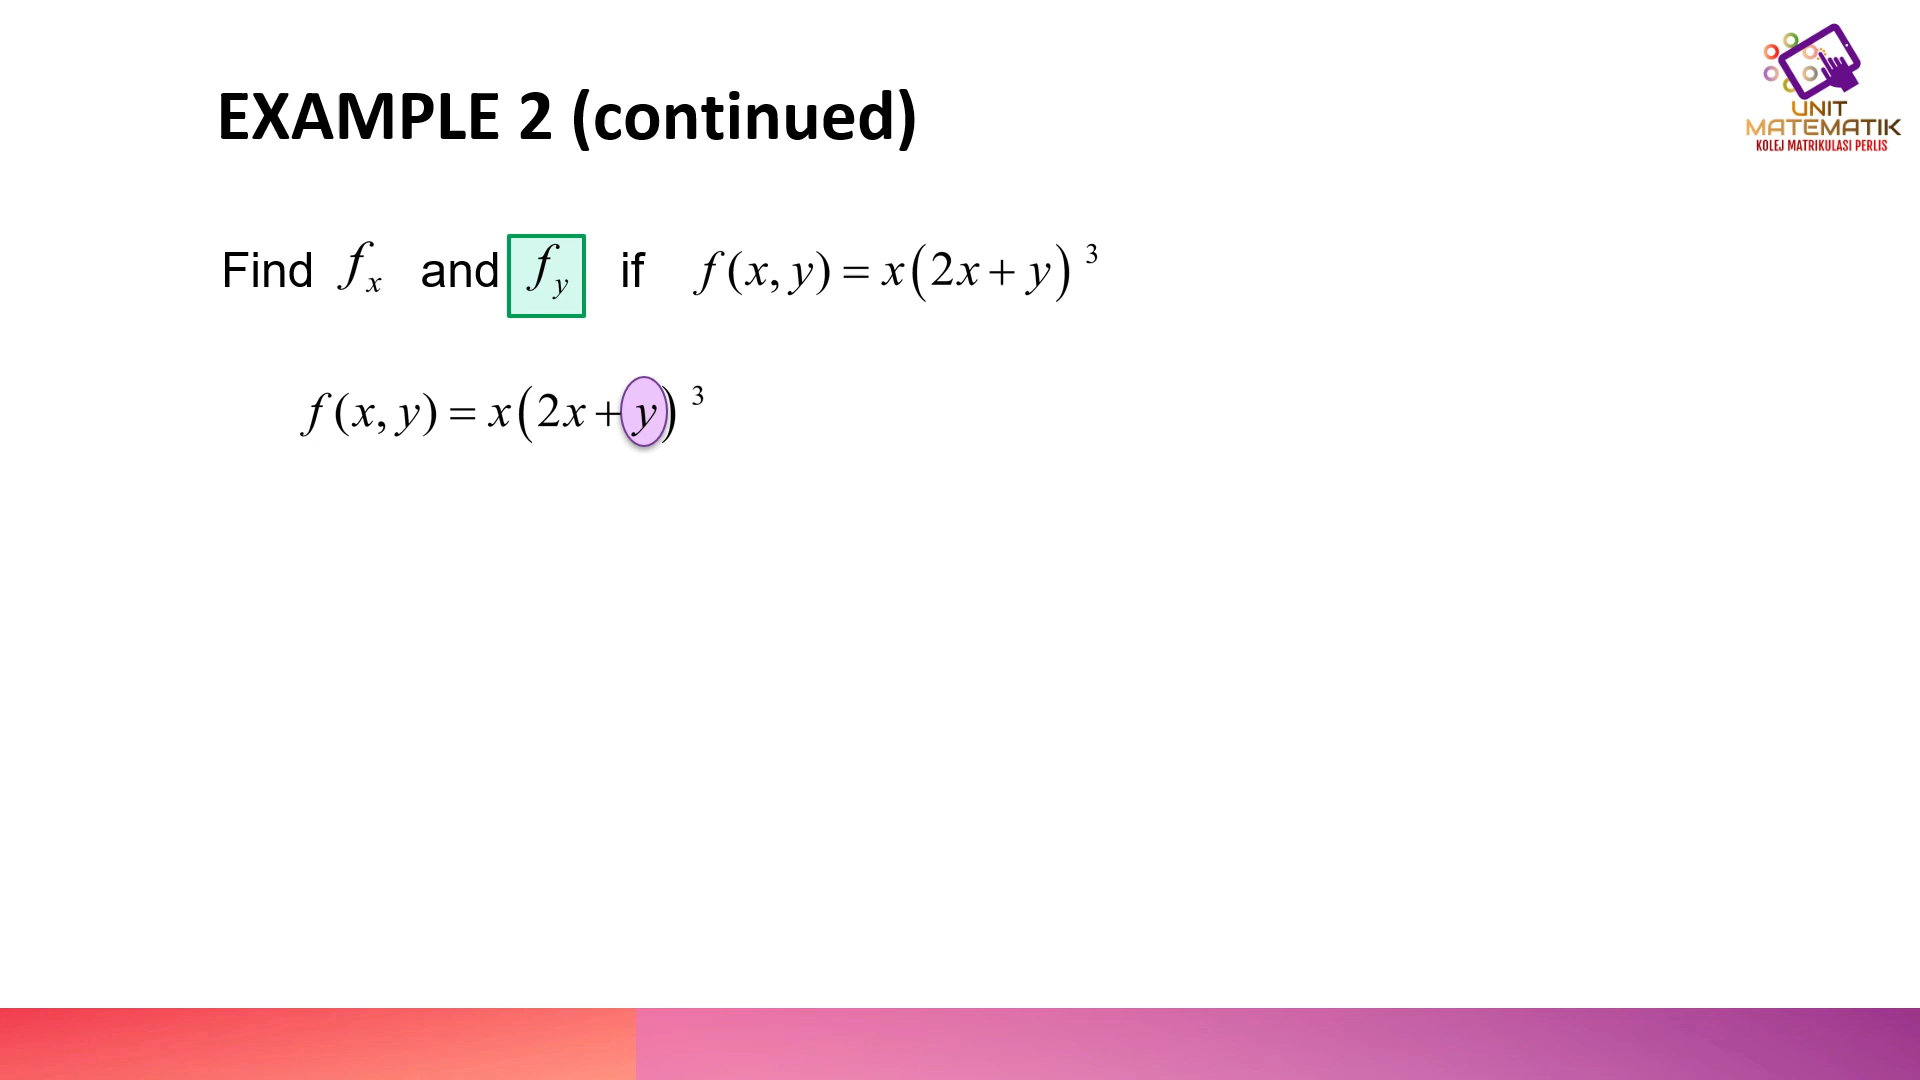 EXAMPLE 2 (continued)
UNIT
MATEMATIK
KOLEJ MATRIKULASI PERLIS
Find f_x and f_y if f(x, y) = x(2x + y)^3
f(x, y) = x(2x + y)^3